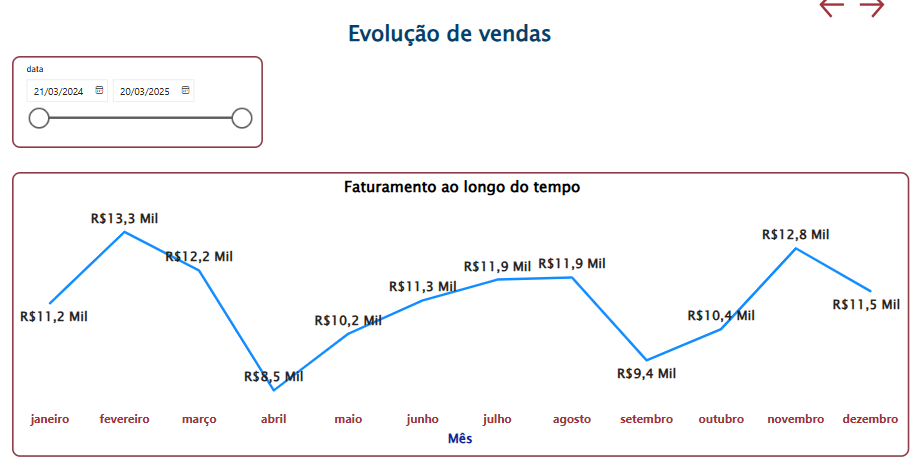 Evolução de vendas
data
21/03/2024 20/03/2025
Faturamento ao longo do tempo
R$11,2 Mil
R$13,3 Mil
R$12,2 Mil
R$8,5 Mil
R$10,2 Mil
R$11,3 Mil
R$11,9 Mil
R$11,9 Mil
R$9,4 Mil
R$10,4 Mil
R$12,8 Mil
R$11,5 Mil
janeiro fevereiro março abril maio junho julho agosto setembro outubro novembro dezembro
Mês